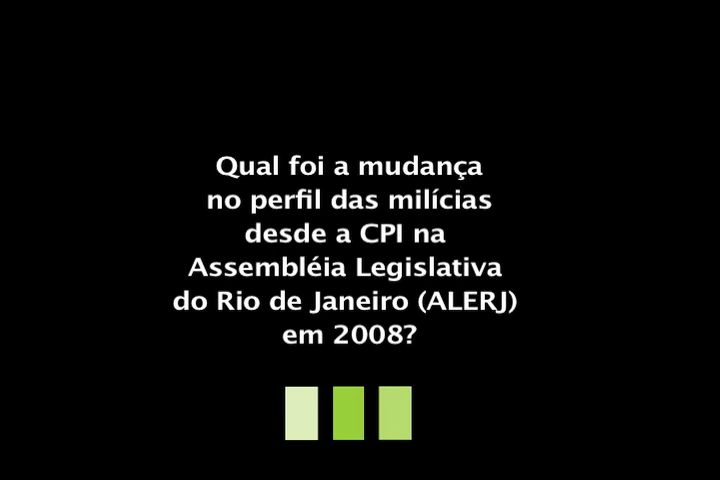 Qual foi a mudança
no perfil das milícias
desde a CPI na
Assembléia Legislativa
do Rio de Janeiro (ALERJ)
em 2008?